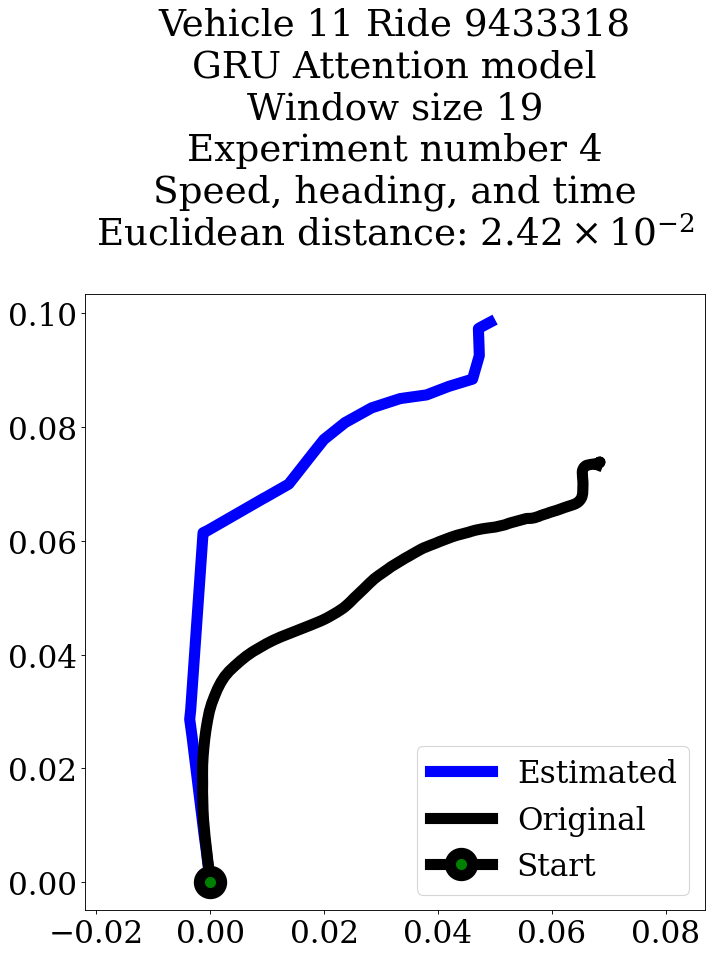 Vehicle 11 Ride 9433318
GRU Attention model
Window size 19
Experiment number 4
Speed, heading, and time
Euclidean distance: 2.42 × 10⁻²
0.10
0.08
0.06
0.04
0.02
0.00
Estimated
Original
Start
−0.02 0.00 0.02 0.04 0.06 0.08